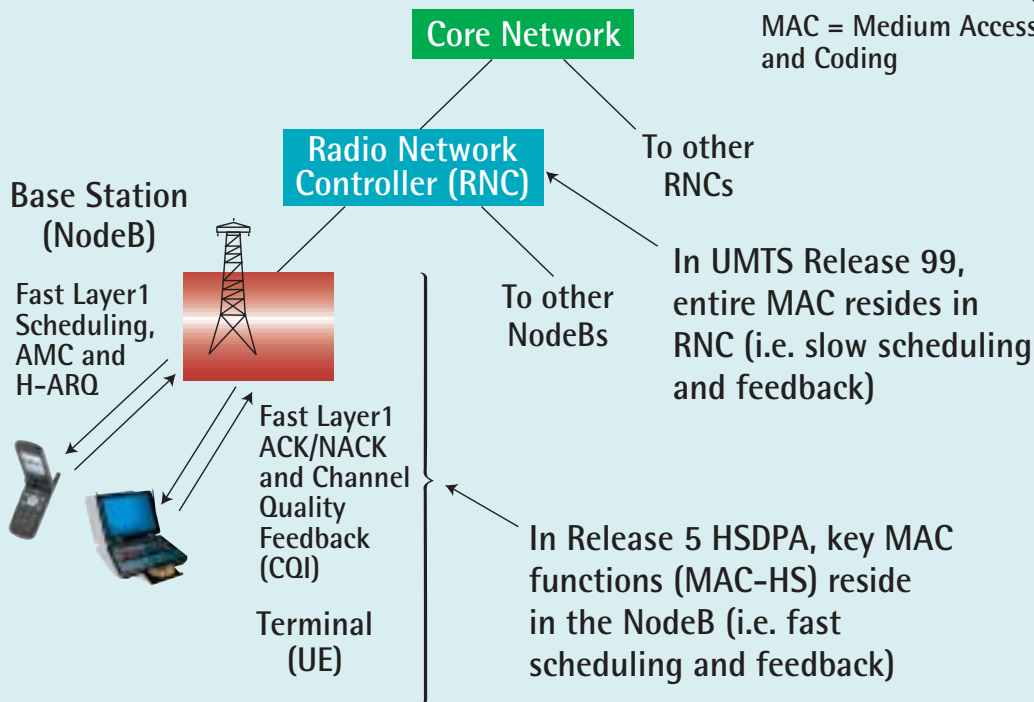 Core Network
MAC = Medium Access
and Coding
Radio Network
Controller (RNC)
To other
RNCs
Base Station
(NodeB)
Fast Layer1
Scheduling,
AMC and
H-ARQ
To other
NodeBs
In UMTS Release 99,
entire MAC resides in
RNC (i.e. slow scheduling
and feedback)
Fast Layer1
ACK/NACK
and Channel
Quality
Feedback
(CQI)
Terminal
(UE)
In Release 5 HSDPA, key MAC
functions (MAC-HS) reside
in the NodeB (i.e. fast
scheduling and feedback)